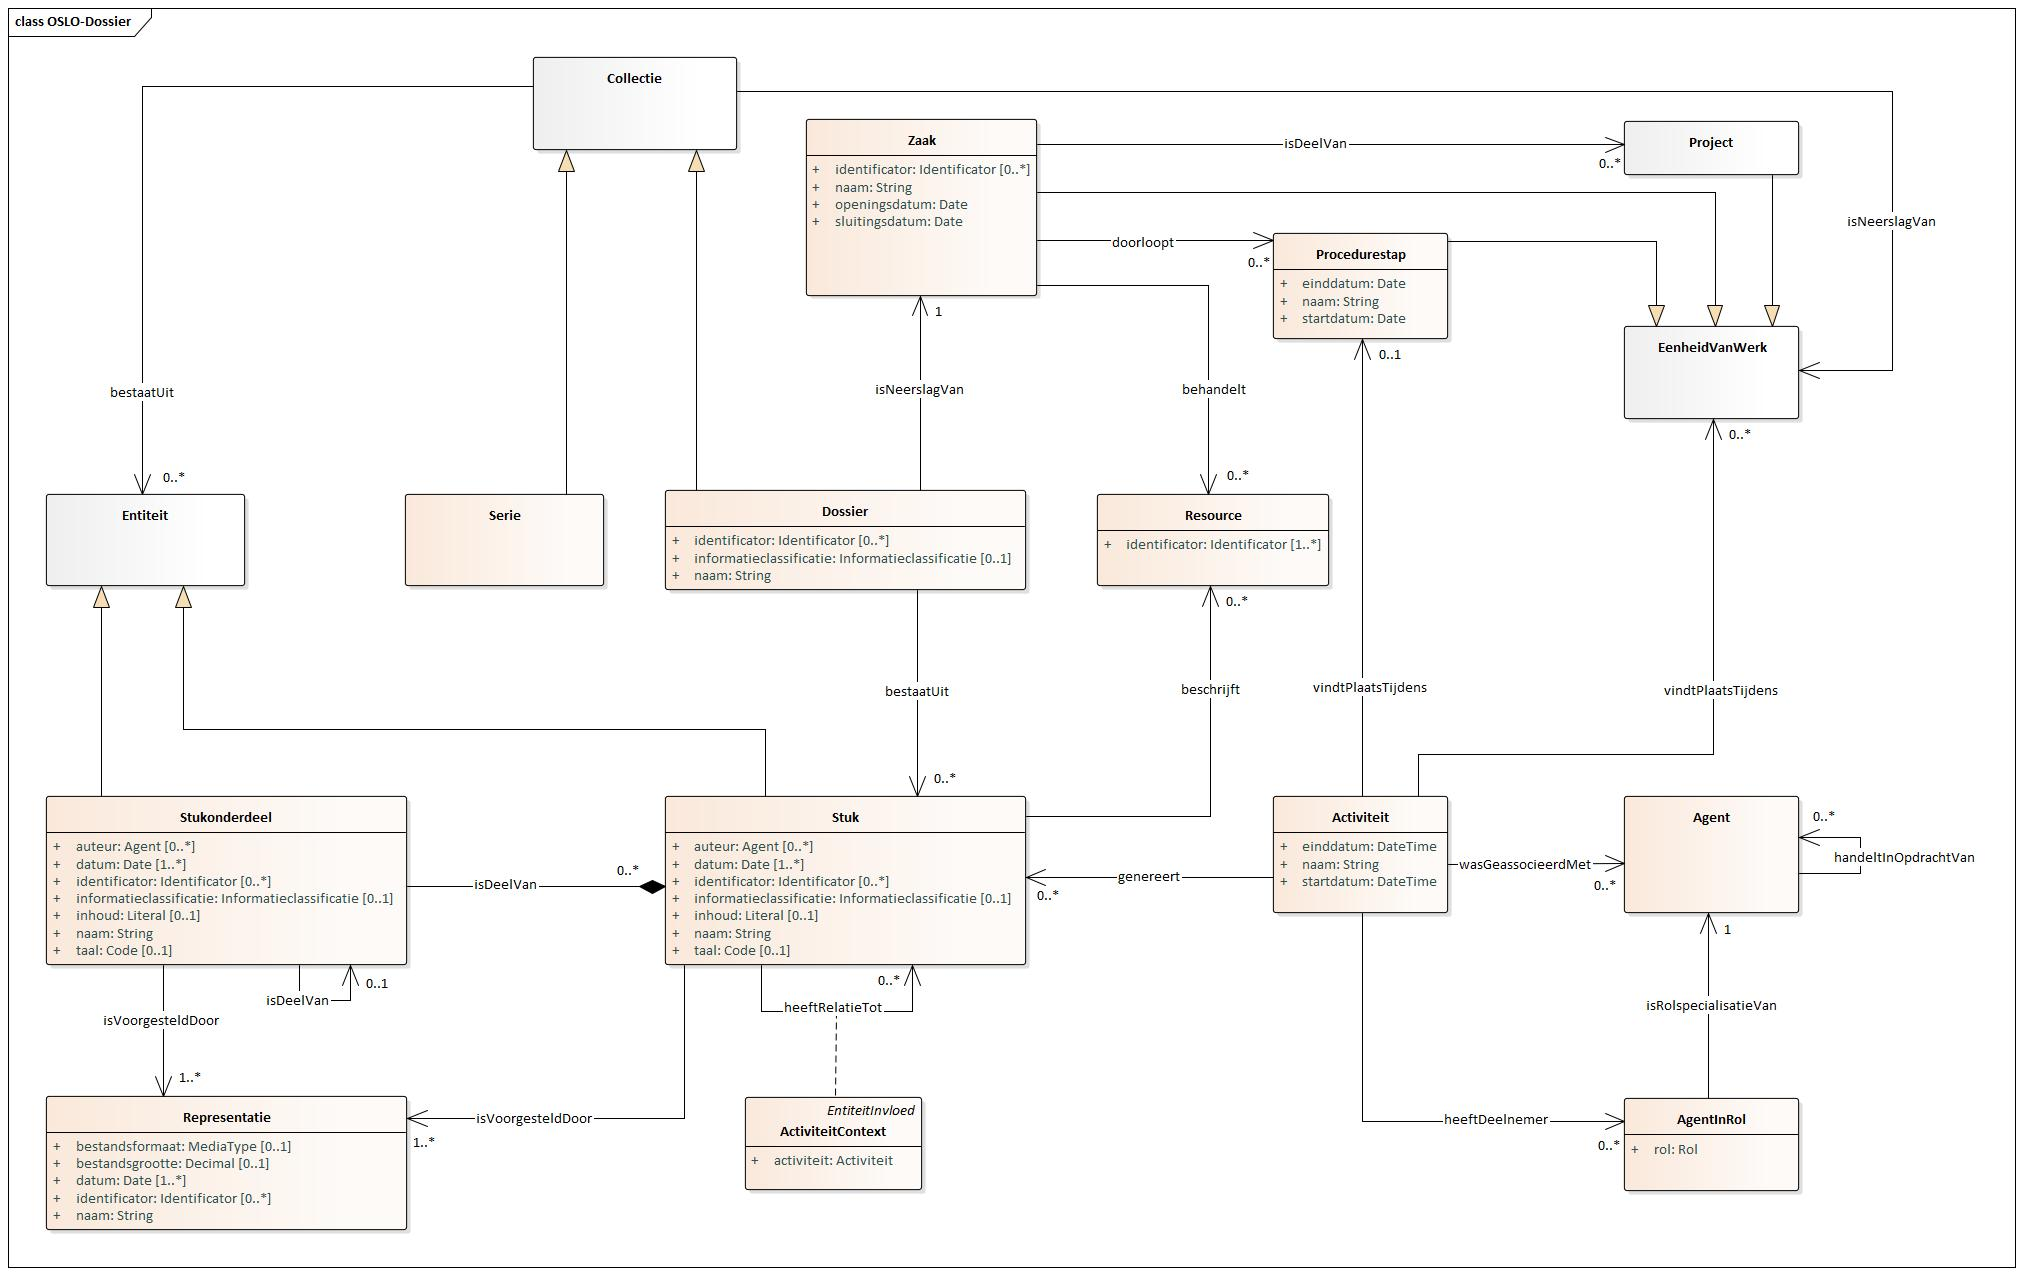 class OSLO-Dossier
Collectie
Zaak
+ identificator: Identificator [0..*]
+ naam: String
+ openingsdatum: Date
+ sluitingsdatum: Date
isDeelVan
0..*
Project
isNeerslagVan
doorloopt
0..*
Procedurestap
+ einddatum: Date
+ naam: String
+ startdatum: Date
1
0..1
EenheidVanWerk
bestaatUit
isNeerslagVan
behandelt
0..*
0..*
0..*
Entiteit
Serie
Dossier
+ identificator: Identificator [0..*]
+ informatieclassificatie: Informatieclassificatie [0..1]
+ naam: String
Resource
+ identificator: Identificator [1..*]
0..*
bestaatUit
beschrijft
vindtPlaatsTijdens
vindtPlaatsTijdens
0..*
Stukonderdeel
+ auteur: Agent [0..*]
+ datum: Date [1..*]
+ identificator: Identificator [0..*]
+ informatieclassificatie: Informatieclassificatie [0..1]
+ inhoud: Literal [0..1]
+ naam: String
+ taal: Code [0..1]
isDeelVan
0..*
Stuk
+ auteur: Agent [0..*]
+ datum: Date [1..*]
+ identificator: Identificator [0..*]
+ informatieclassificatie: Informatieclassificatie [0..1]
+ inhoud: Literal [0..1]
+ naam: String
+ taal: Code [0..1]
genereert
0..*
Activiteit
+ einddatum: DateTime
+ naam: String
+ startdatum: DateTime
wasGeassocieerdMet
0..*
Agent
0..*
handeltInOpdrachtVan
1
isDeelVan
0..1
0..*
heeftRelatieTot
isRolspecialisatieVan
isVoorgesteldDoor
1..*
Representatie
+ bestandsformaat: MediaType [0..1]
+ bestandsgrootte: Decimal [0..1]
+ datum: Date [1..*]
+ identificator: Identificator [0..*]
+ naam: String
isVoorgesteldDoor
1..*
EntiteitInvloed
ActiviteitContext
+ activiteit: Activiteit
heeftDeelnemer
0..*
AgentInRol
+ rol: Rol